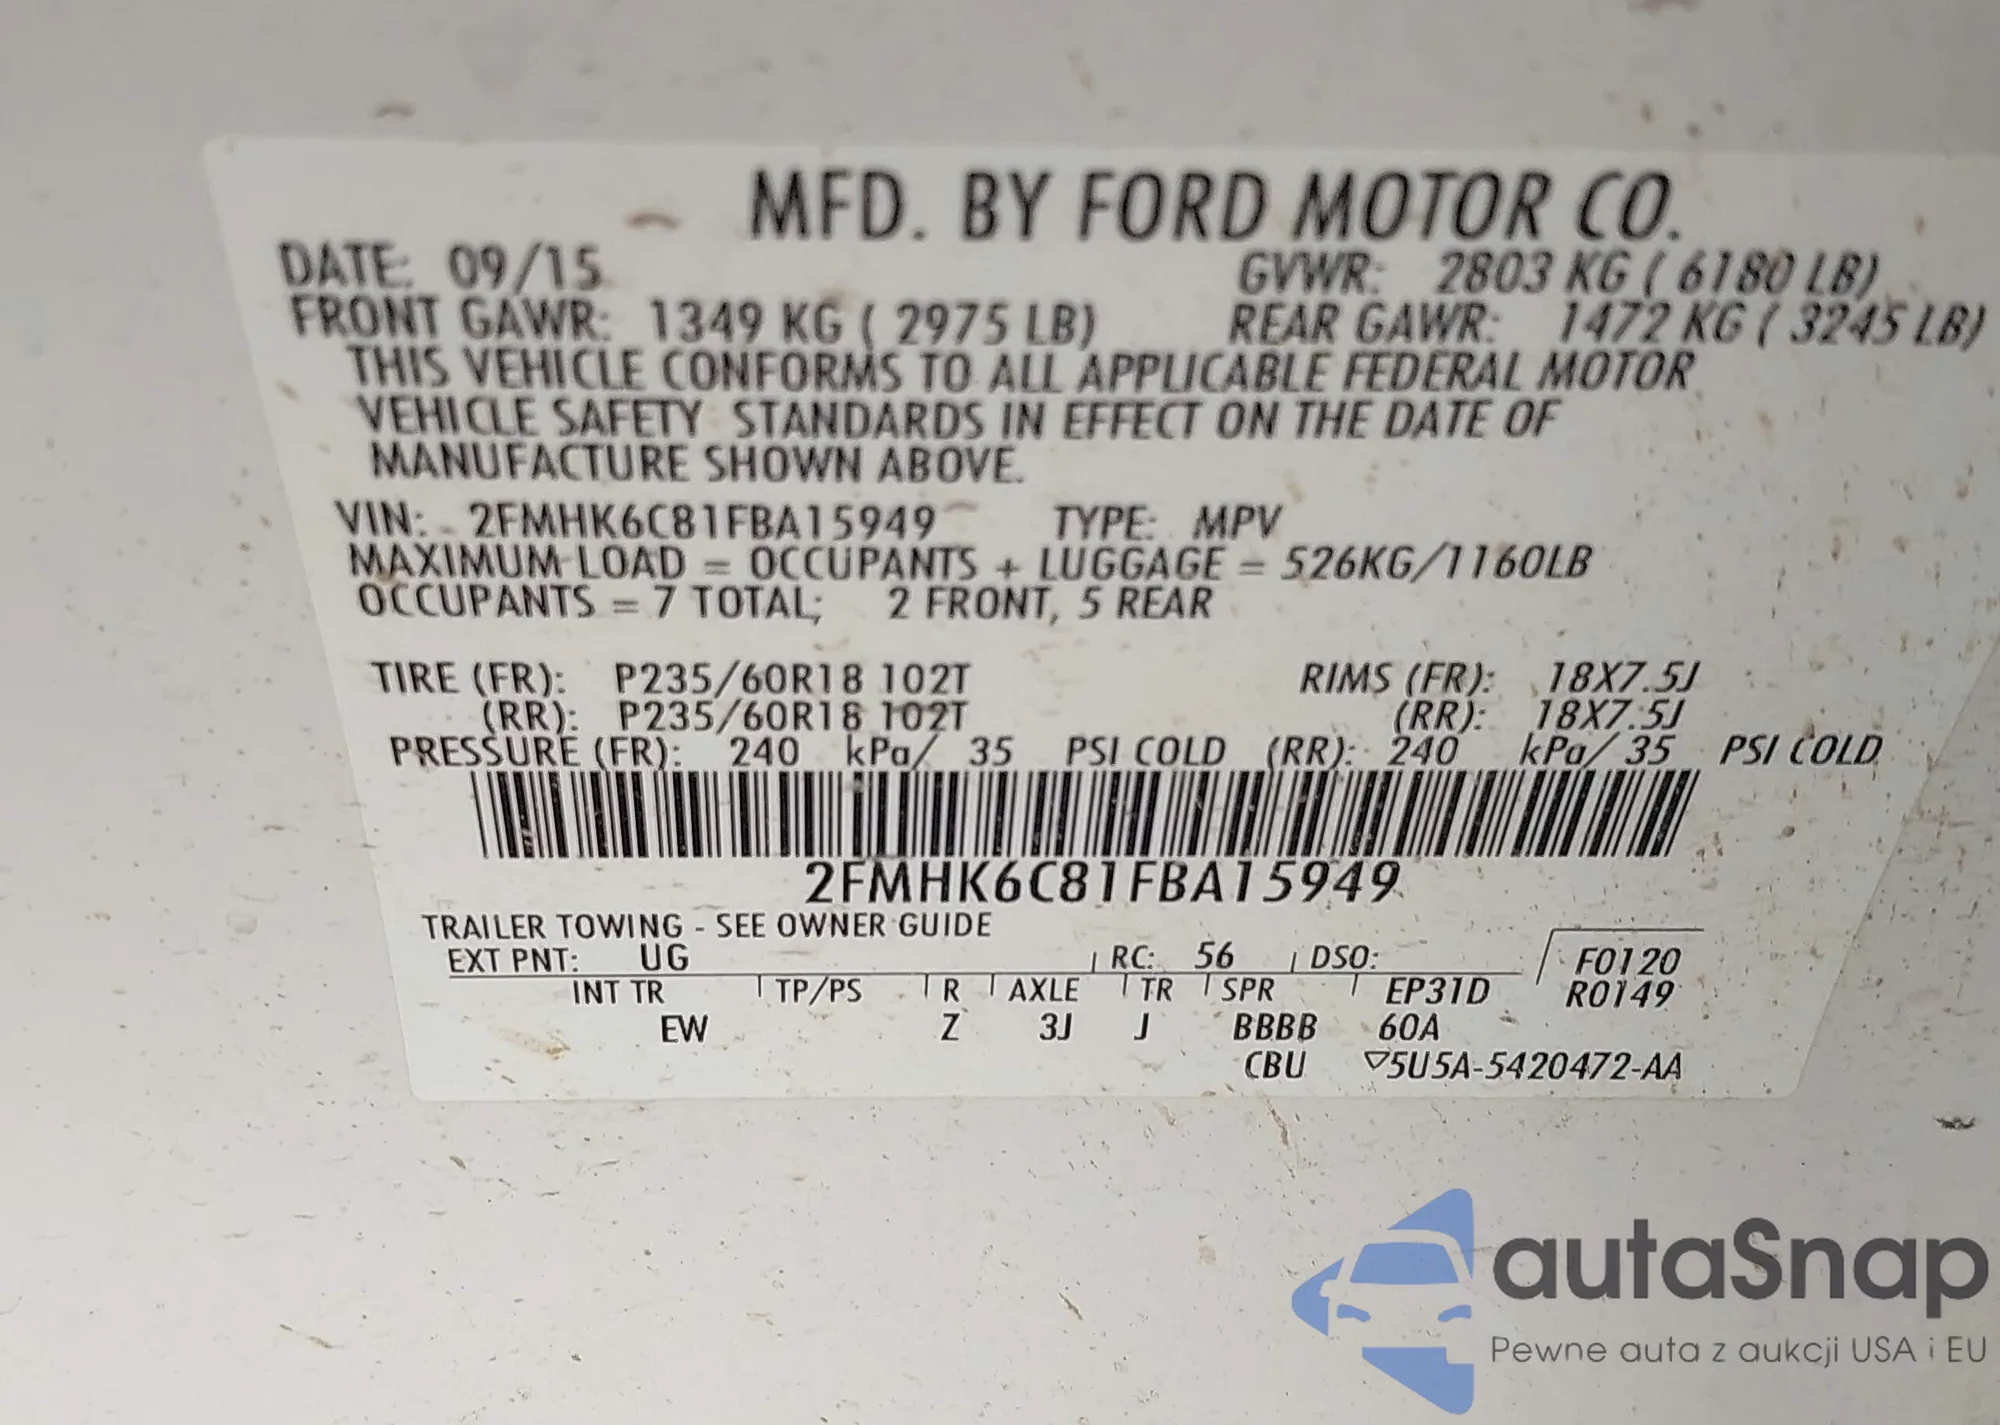 MFD. BY FORD MOTOR CO.
DATE: 09/15 GVWR: 2803 KG ( 6180 LB)
FRONT GAWR: 1349 KG ( 2975 LB) REAR GAWR: 1472 KG ( 3245 LB)
THIS VEHICLE CONFORMS TO ALL APPLICABLE FEDERAL MOTOR
VEHICLE SAFETY STANDARDS IN EFFECT ON THE DATE OF
MANUFACTURE SHOWN ABOVE.
VIN: 2FMHK6C81FBA15949 TYPE: MPV
MAXIMUM LOAD = OCCUPANTS + LUGGAGE = 526KG/1160LB
OCCUPANTS = 7 TOTAL; 2 FRONT, 5 REAR
TIRE (FR): P235/60R18 102T RIMS (FR): 18X7.5J
(RR): P235/60R18 102T (RR): 18X7.5J
PRESSURE (FR): 240 kPa/ 35 PSI COLD (RR): 240 kPa/ 35 PSI COLD
2FMHK6C81FBA15949
TRAILER TOWING - SEE OWNER GUIDE
EXT PNT: UG RC: 56 DSO: F0120
INT TR TP/PS R AXLE TR SPR EP31D R0149
EW Z 3J J BBBB 60A
CBU ▽5U5A-5420472-AA
autaSnap
Pewne auta z aukcji USA i EU